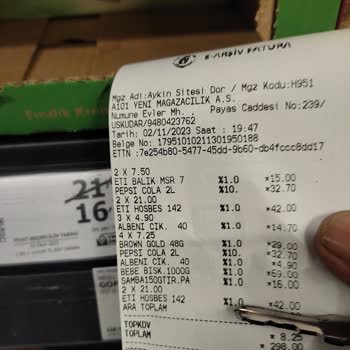 E-ARŞİV FATURA
Mgz Adı:Aykin Sitesi Dor / Mgz Kodu:H951
A101 YENİ MAGAZACILIK A.S.
Numune Evler Mh. Payas Caddesi No:239/
USKUDAR/9480423762
Tarih: 02/11/2023 Saat : 19:47
Belge No: 17951010211301950188
ETTN :7e254b80-5477-45dd-9b60-db4fccc8dd17
2 X 7.50
ETI BALIK MSR 7 %1.0 *15.00
PEPSI COLA 2L %10. *32.70
2 X 21.00
ETI HOSBES 142 %1.0 *42.00
3 X 4.90
ALBENI CIK. 40 %1.0 *14.70
4 X 7.25
BROWN GOLD 48G %1.0 *29.00
PEPSI COLA 2L %10. *32.70
ALBENI CIK. 40 %1.0 *4.90
BEBE BISK.1000G %1.0 *69.00
SAMBA150GTIR.PA %1.0 *16.00
2 X 21.00
ETI HOSBES 142 %1.0 *42.00
ARA TOPLAM
TOPKDV * 8.25
TOPLAM * 298.00
21
16